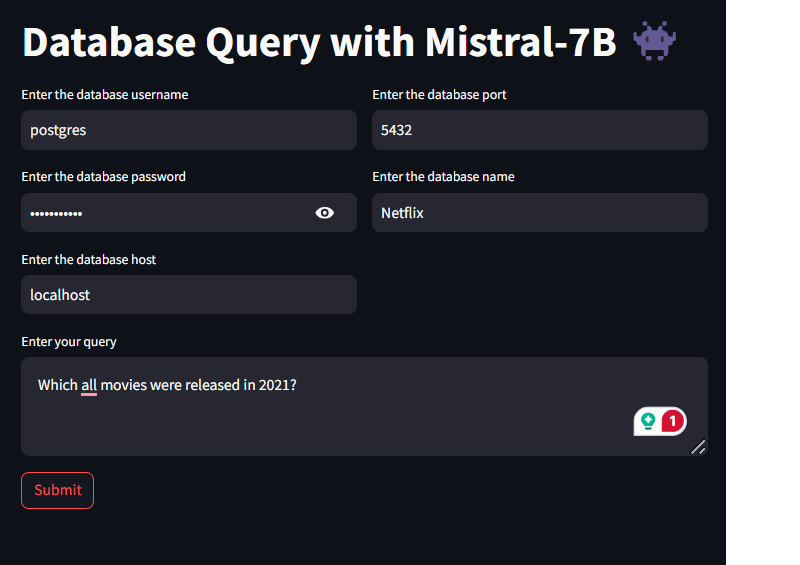 Database Query with Mistral-7B 👾
Enter the database username
postgres
Enter the database port
5432
Enter the database password
•••••••••••
Enter the database name
Netflix
Enter the database host
localhost
Enter your query
Which all movies were released in 2021?
1
Submit